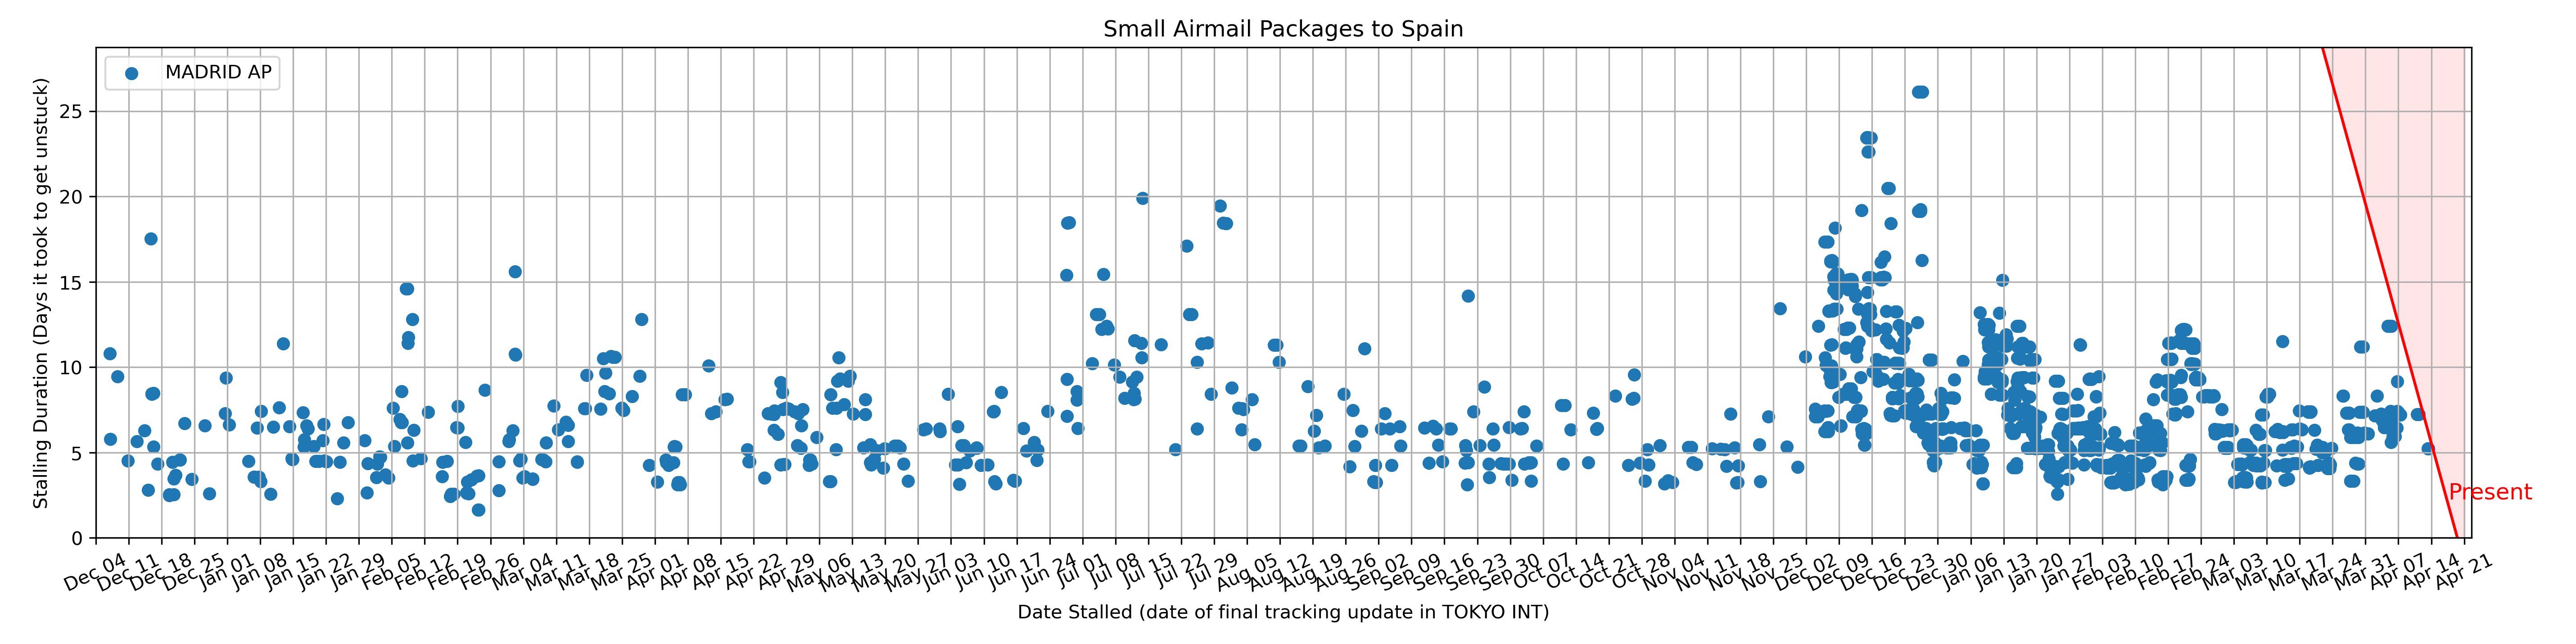 Small Airmail Packages to Spain
MADRID AP
Stalling Duration (Days it took to get unstuck)
25
20
15
10
5
0
Present
Dec 04
Dec 11
Dec 18
Dec 25
Jan 01
Jan 08
Jan 15
Jan 22
Jan 29
Feb 05
Feb 12
Feb 19
Feb 26
Mar 04
Mar 11
Mar 18
Mar 25
Apr 01
Apr 08
Apr 15
Apr 22
Apr 29
May 06
May 13
May 20
May 27
Jun 03
Jun 10
Jun 17
Jun 24
Jul 01
Jul 08
Jul 15
Jul 22
Jul 29
Aug 05
Aug 12
Aug 19
Aug 26
Sep 02
Sep 09
Sep 16
Sep 23
Sep 30
Oct 07
Oct 14
Oct 21
Oct 28
Nov 04
Nov 11
Nov 18
Nov 25
Dec 02
Dec 09
Dec 16
Dec 23
Dec 30
Jan 06
Jan 13
Jan 20
Jan 27
Feb 03
Feb 10
Feb 17
Feb 24
Mar 03
Mar 10
Mar 17
Mar 24
Mar 31
Apr 07
Apr 14
Apr 21
Date Stalled (date of final tracking update in TOKYO INT)